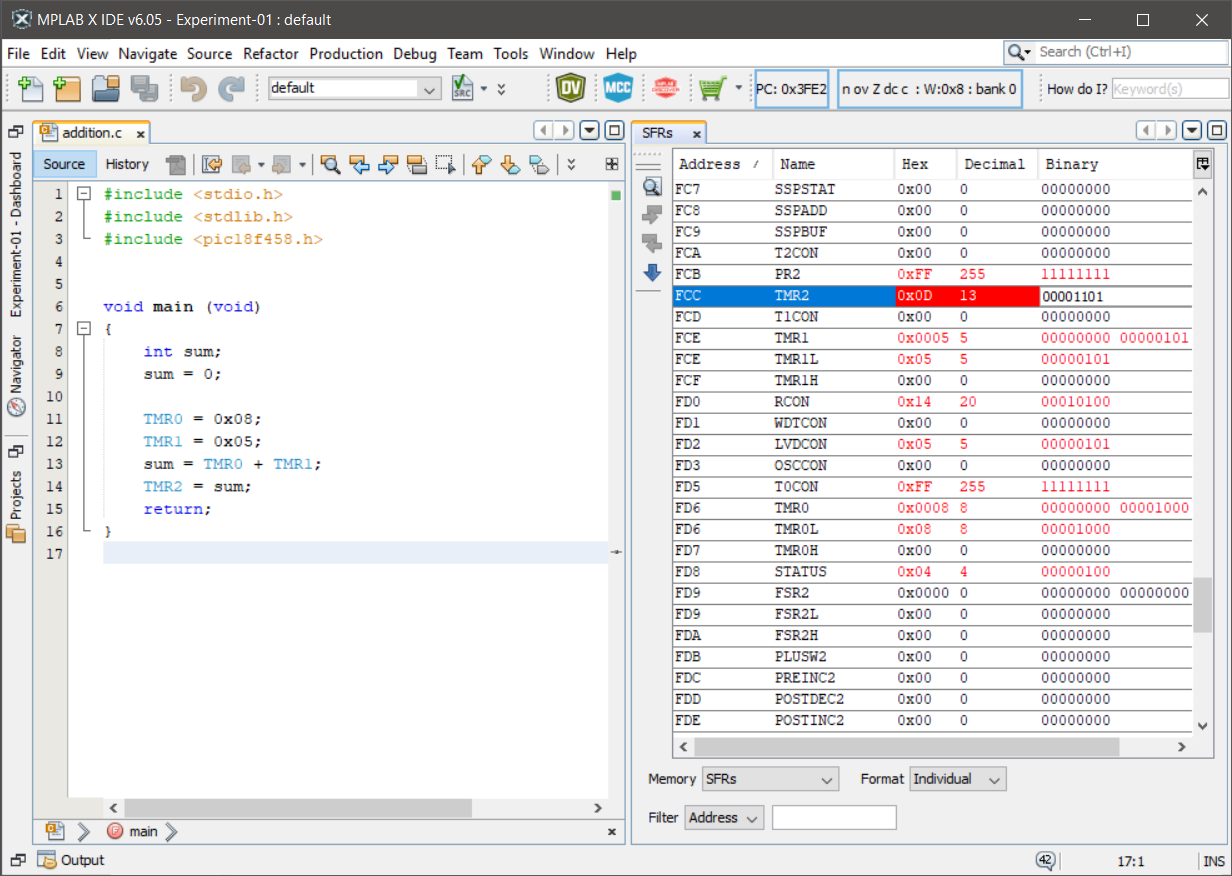 MPLAB X IDE v6.05 - Experiment-01 : default
File Edit View Navigate Source Refactor Production Debug Team Tools Window Help
Search (Ctrl+I)
default
SRC
DV
MCC
PC: 0x3FE2
n ov Z dc c : W:0x8 : bank 0
How do I?
Keyword(s)
Experiment-01 - Dashboard
Navigator
Projects
addition.c
Source History
1 #include <stdio.h>
2 #include <stdlib.h>
3 #include <pic18f458.h>
4
5
6 void main (void)
7 {
8 int sum;
9 sum = 0;
10
11 TMR0 = 0x08;
12 TMR1 = 0x05;
13 sum = TMR0 + TMR1;
14 TMR2 = sum;
15 return;
16 }
17
main
SFRs
Address / Name Hex Decimal Binary
FC7 SSPSTAT 0x00 0 00000000
FC8 SSPADD 0x00 0 00000000
FC9 SSPBUF 0x00 0 00000000
FCA T2CON 0x00 0 00000000
FCB PR2 0xFF 255 11111111
FCC TMR2 0x0D 13 00001101
FCD T1CON 0x00 0 00000000
FCE TMR1 0x0005 5 00000000 00000101
FCE TMR1L 0x05 5 00000101
FCF TMR1H 0x00 0 00000000
FD0 RCON 0x14 20 00010100
FD1 WDTCON 0x00 0 00000000
FD2 LVDCON 0x05 5 00000101
FD3 OSCCON 0x00 0 00000000
FD5 T0CON 0xFF 255 11111111
FD6 TMR0 0x0008 8 00000000 00001000
FD6 TMR0L 0x08 8 00001000
FD7 TMR0H 0x00 0 00000000
FD8 STATUS 0x04 4 00000100
FD9 FSR2 0x0000 0 00000000 00000000
FD9 FSR2L 0x00 0 00000000
FDA FSR2H 0x00 0 00000000
FDB PLUSW2 0x00 0 00000000
FDC PREINC2 0x00 0 00000000
FDD POSTDEC2 0x00 0 00000000
FDE POSTINC2 0x00 0 00000000
Memory SFRs Format Individual
Filter Address
Output
42
17:1
INS